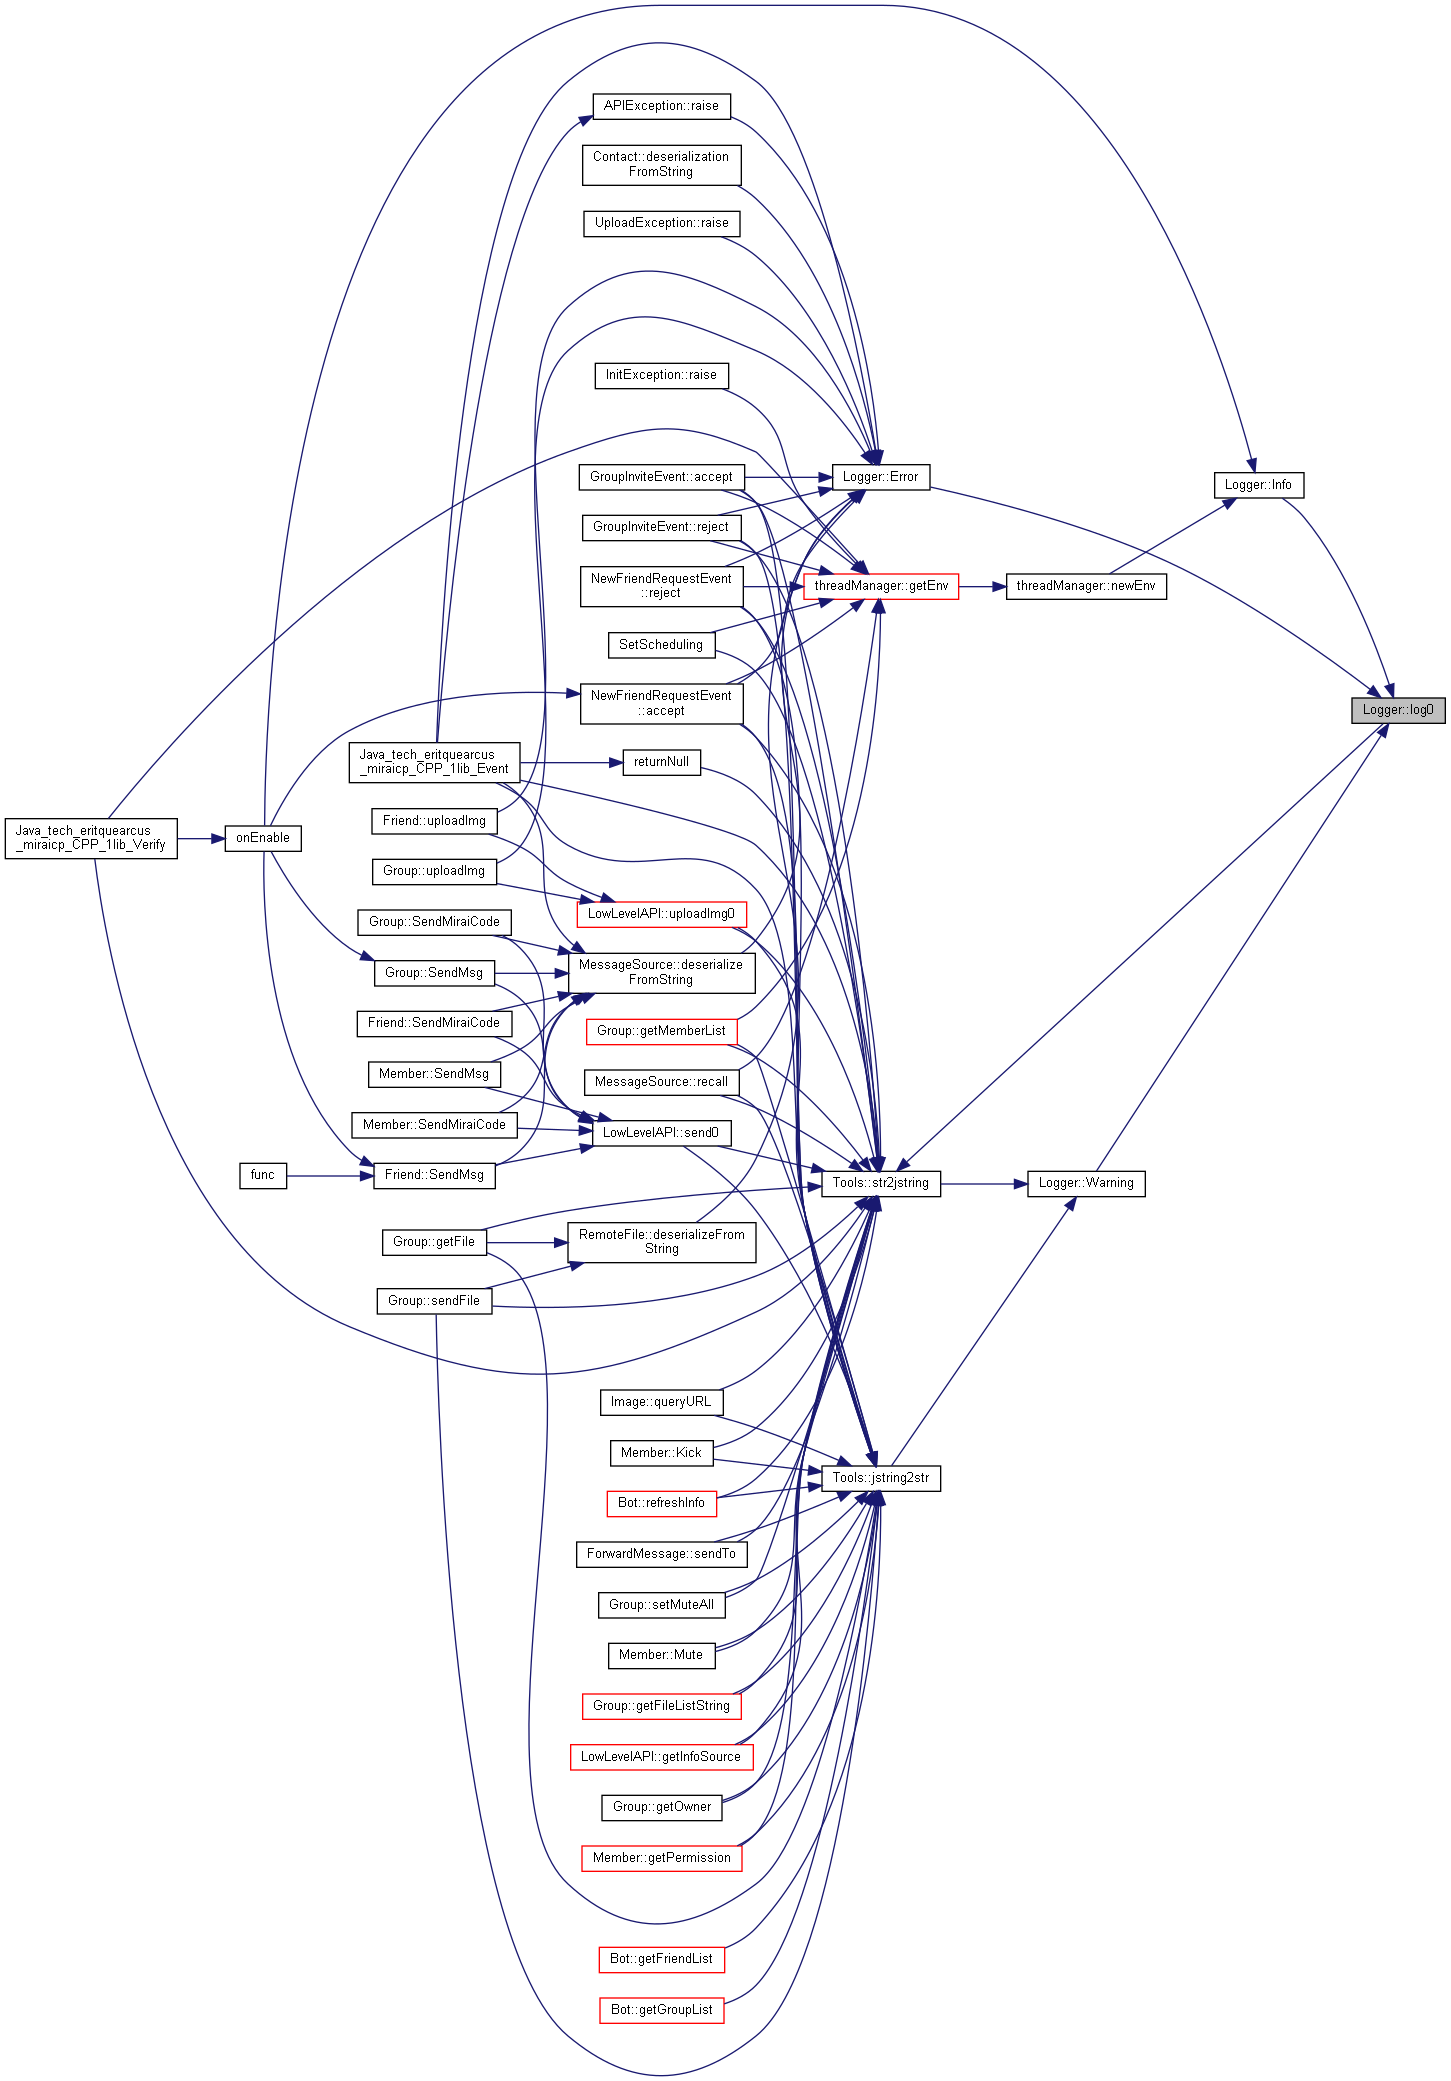 APIException::raise
Contact::deserialization
FromString
UploadException::raise
InitException::raise
GroupInviteEvent::accept
Logger::Error
Logger::Info
GroupInviteEvent::reject
NewFriendRequestEvent
::reject
threadManager::getEnv
threadManager::newEnv
SetScheduling
NewFriendRequestEvent
::accept
Logger::log0
Java_tech_eritquearcus
_miraicp_CPP_1lib_Event
returnNull
Friend::uploadImg
Java_tech_eritquearcus
_miraicp_CPP_1lib_Verify
onEnable
Group::uploadImg
LowLevelAPI::uploadImg0
Group::SendMiraiCode
MessageSource::deserialize
FromString
Group::SendMsg
Friend::SendMiraiCode
Group::getMemberList
Member::SendMsg
MessageSource::recall
Member::SendMiraiCode
LowLevelAPI::send0
func
Friend::SendMsg
Tools::str2jstring
Logger::Warning
Group::getFile
RemoteFile::deserializeFrom
String
Group::sendFile
Image::queryURL
Member::Kick
Tools::jstring2str
Bot::refreshInfo
ForwardMessage::sendTo
Group::setMuteAll
Member::Mute
Group::getFileListString
LowLevelAPI::getInfoSource
Group::getOwner
Member::getPermission
Bot::getFriendList
Bot::getGroupList